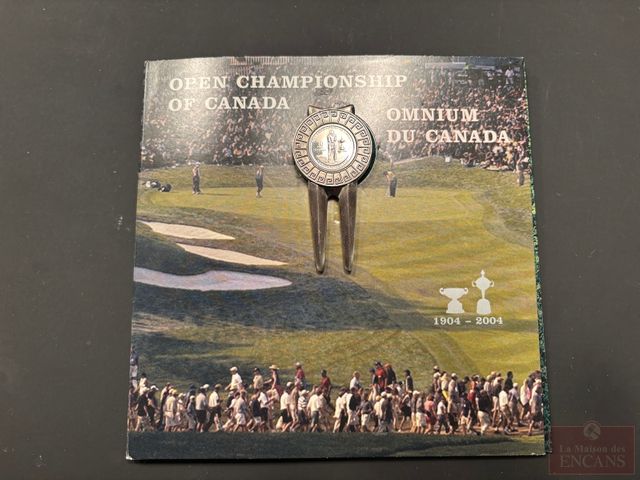 OPEN CHAMPIONSHIP
OF CANADA
OMNIUM
DU CANADA
1904 - 2004
La Maison des
ENCANS